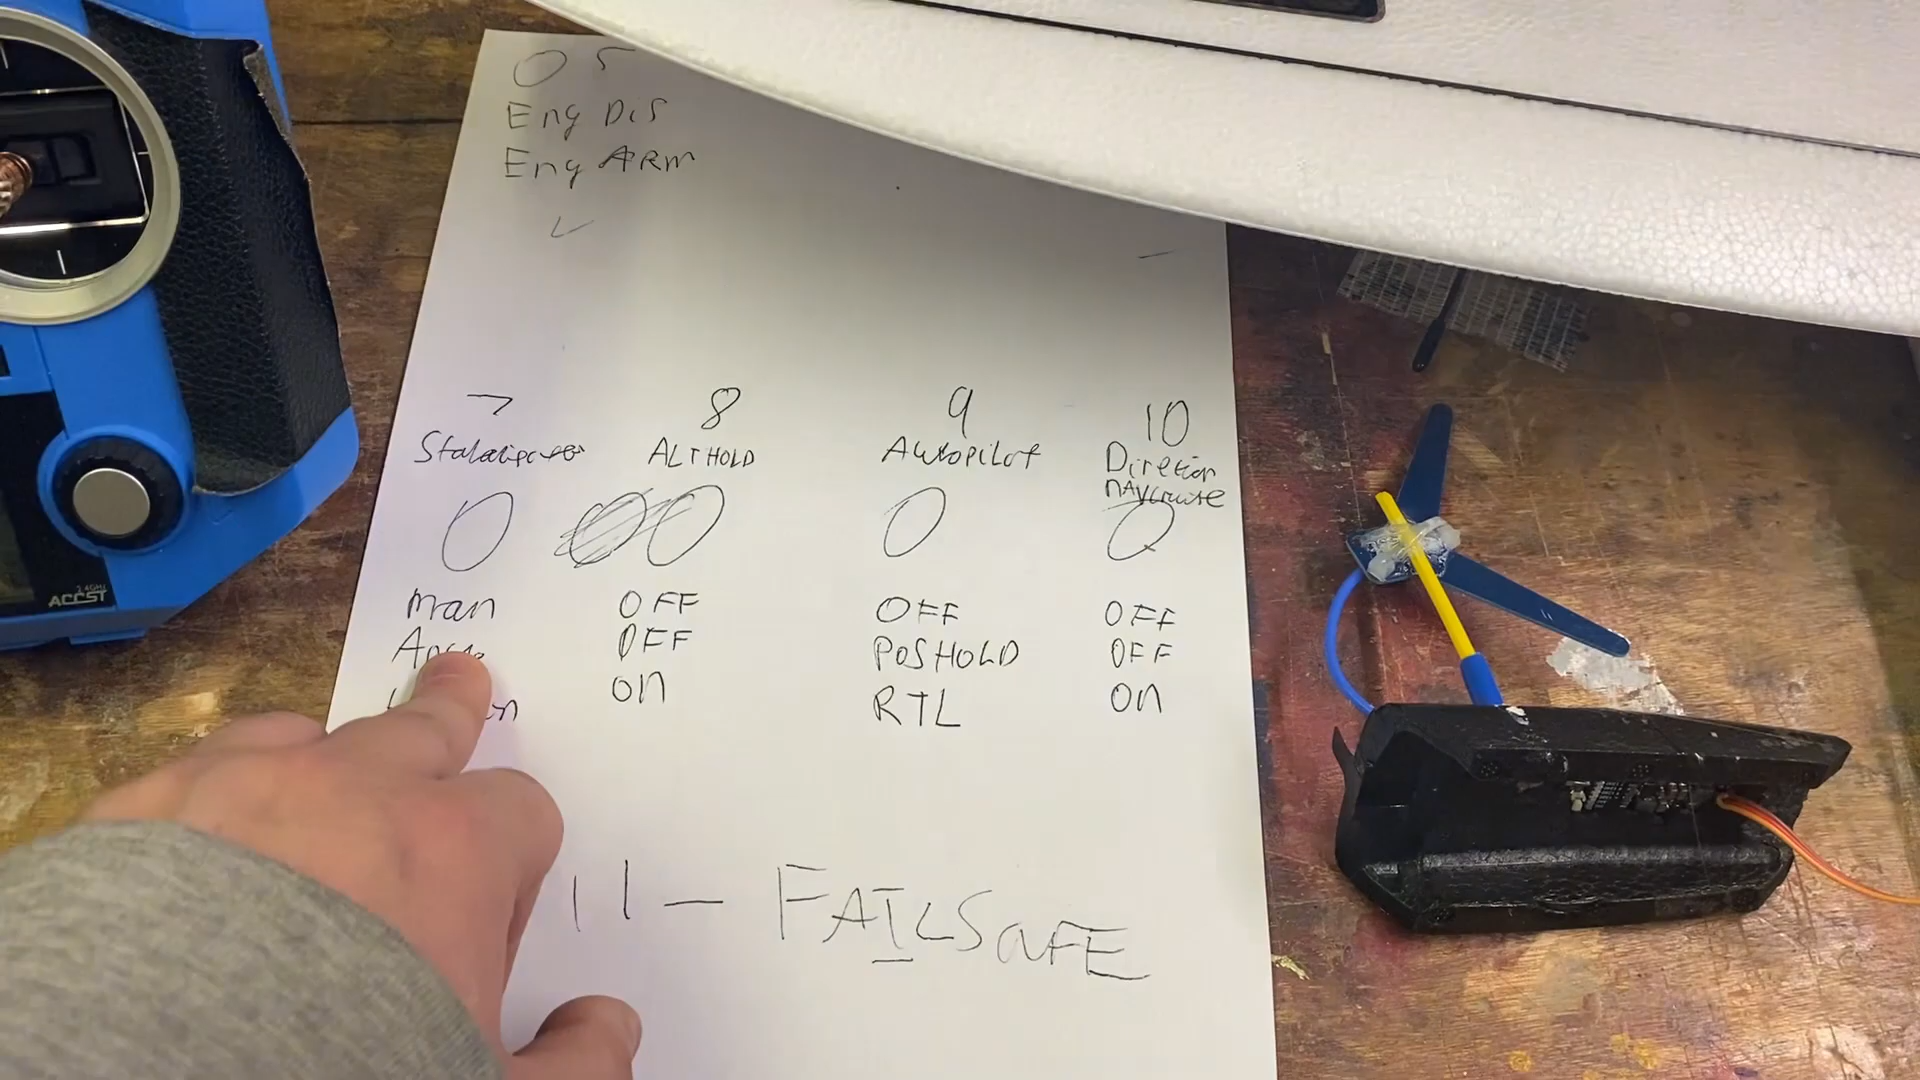 05
Eng DiS
Eng ARM
7 8 9 10
ALTHOLD Autopilot Diretion
NAVCruise
Man OFF OFF OFF
OFF POSHOLD OFF
ON RTL ON
11 - FAILSaFE
ACCST